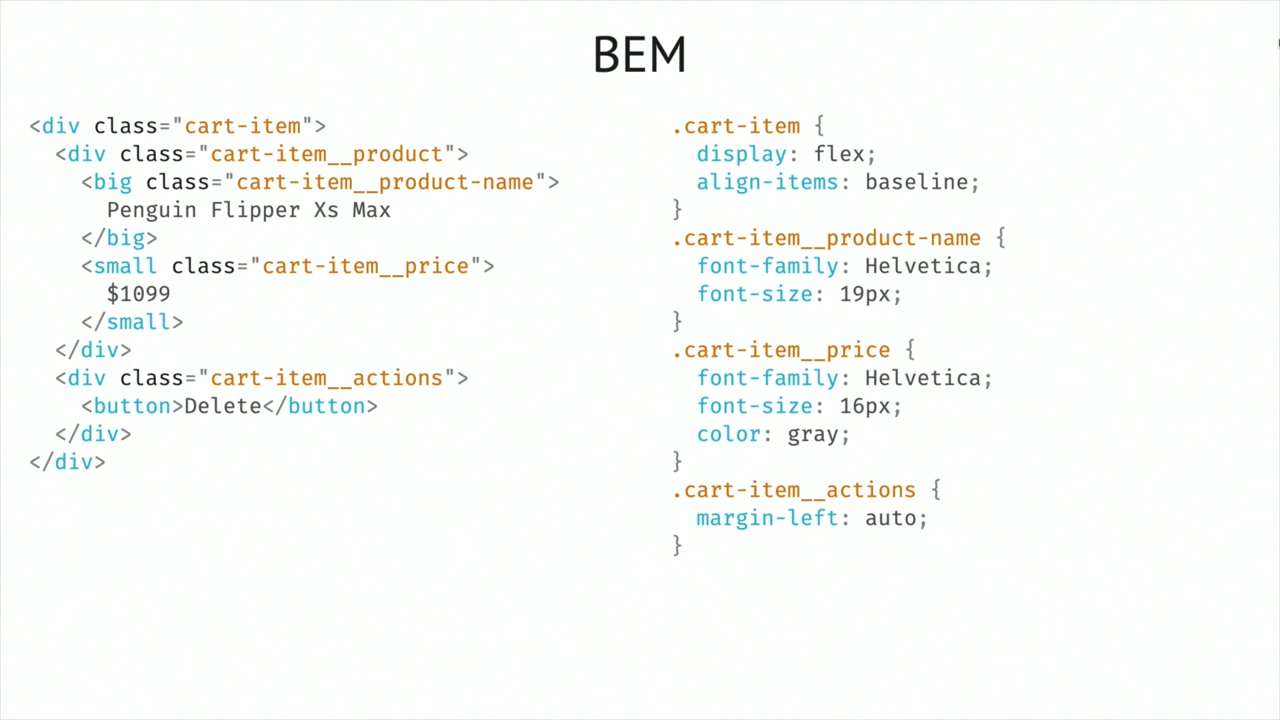 BEM
<div class="cart-item">
  <div class="cart-item__product">
    <big class="cart-item__product-name">
      Penguin Flipper Xs Max
    </big>
    <small class="cart-item__price">
      $1099
    </small>
  </div>
  <div class="cart-item__actions">
    <button>Delete</button>
  </div>
</div>
.cart-item {
  display: flex;
  align-items: baseline;
}
.cart-item__product-name {
  font-family: Helvetica;
  font-size: 19px;
}
.cart-item__price {
  font-family: Helvetica;
  font-size: 16px;
  color: gray;
}
.cart-item__actions {
  margin-left: auto;
}